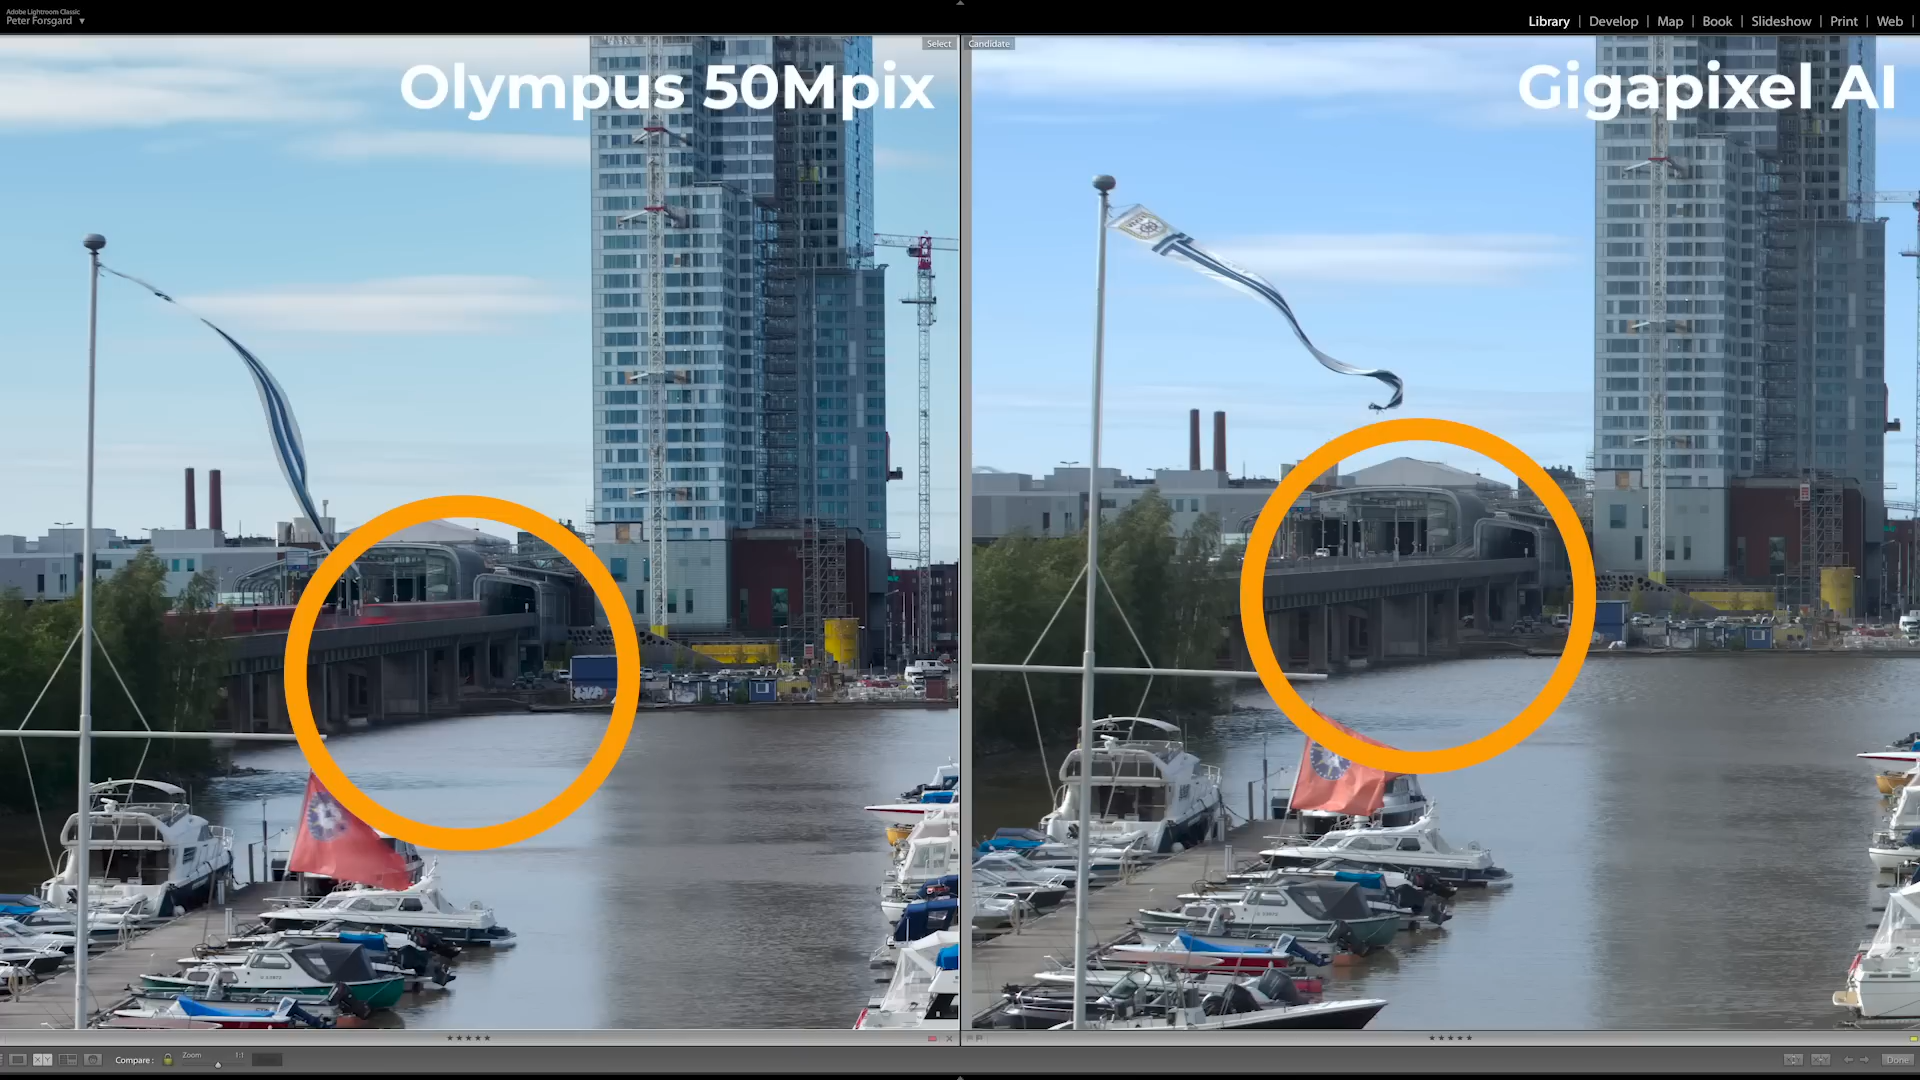 Adobe Lightroom Classic
Peter Forsgard
Library | Develop | Map | Book | Slideshow | Print | Web |
Select
Candidate
Olympus 50Mpix
Gigapixel AI
Compare :
Zoom
1:1
Done